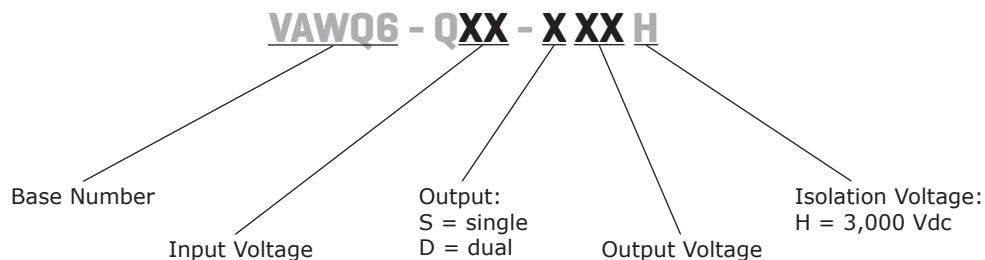 VAWQ6 - QXX - X XX H
Base Number
Input Voltage
Output:
S = single
D = dual
Output Voltage
Isolation Voltage:
H = 3,000 Vdc